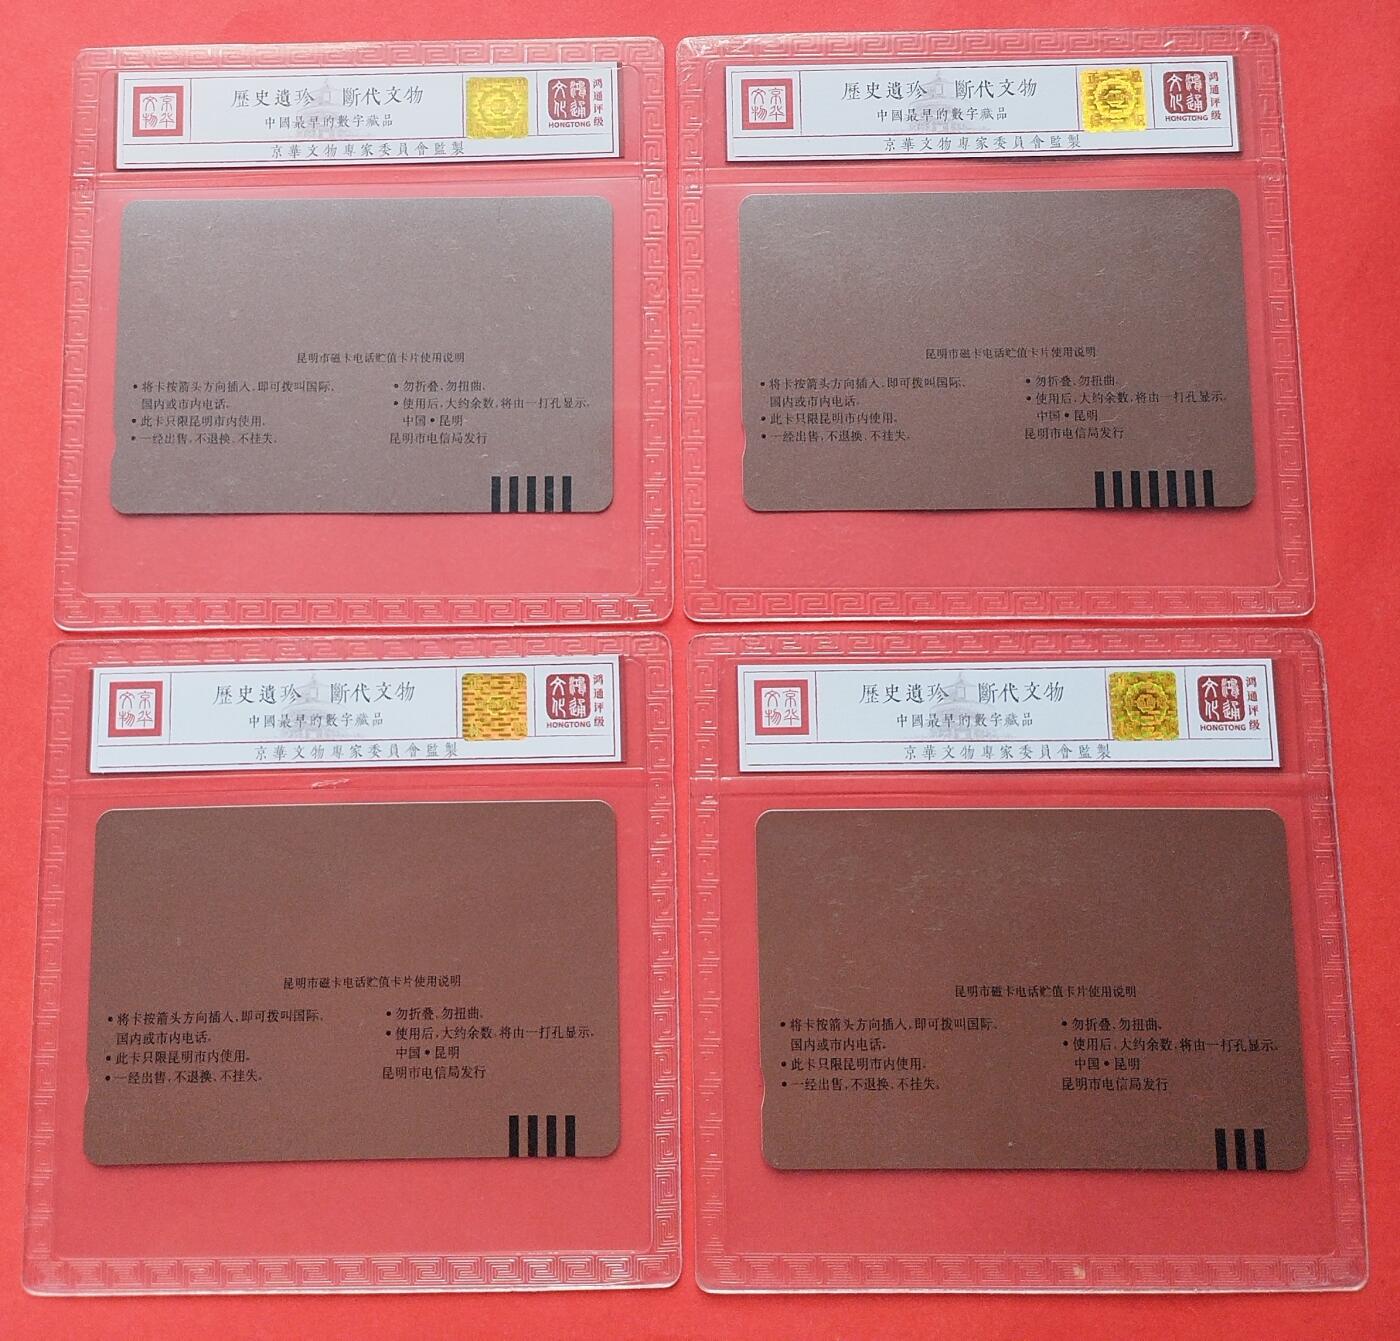 京华
文物
歷史遺珍 斷代文物
中國最早的數字藏品
京華文物專家委員會監製
鴻通
文化
HONGTONG
鸿通评级
昆明市磁卡电话贮值卡片使用说明
• 将卡按箭头方向插入,即可拨叫国际、
国内或市内电话。
• 此卡只限昆明市内使用。
• 一经出售,不退换、不挂失。
• 勿折叠、勿扭曲。
• 使用后,大约余数,将由一打孔显示。
中国 • 昆明
昆明市电信局发行
京华
文物
歷史遺珍 斷代文物
中國最早的數字藏品
京華文物專家委員會監製
鴻通
文化
HONGTONG
鸿通评级
昆明市磁卡电话贮值卡片使用说明
• 将卡按箭头方向插入,即可拨叫国际、
国内或市内电话。
• 此卡只限昆明市内使用。
• 一经出售,不退换、不挂失。
• 勿折叠、勿扭曲。
• 使用后,大约余数,将由一打孔显示。
中国 • 昆明
昆明市电信局发行
京华
文物
歷史遺珍 斷代文物
中國最早的數字藏品
京華文物專家委員會監製
鴻通
文化
HONGTONG
鸿通评级
昆明市磁卡电话贮值卡片使用说明
• 将卡按箭头方向插入,即可拨叫国际、
国内或市内电话。
• 此卡只限昆明市内使用。
• 一经出售,不退换、不挂失。
• 勿折叠、勿扭曲。
• 使用后,大约余数,将由一打孔显示。
中国 • 昆明
昆明市电信局发行
京华
文物
歷史遺珍 斷代文物
中國最早的數字藏品
京華文物專家委員會監製
鴻通
文化
HONGTONG
鸿通评级
昆明市磁卡电话贮值卡片使用说明
• 将卡按箭头方向插入,即可拨叫国际、
国内或市内电话。
• 此卡只限昆明市内使用。
• 一经出售,不退换、不挂失。
• 勿折叠、勿扭曲。
• 使用后,大约余数,将由一打孔显示。
中国 • 昆明
昆明市电信局发行